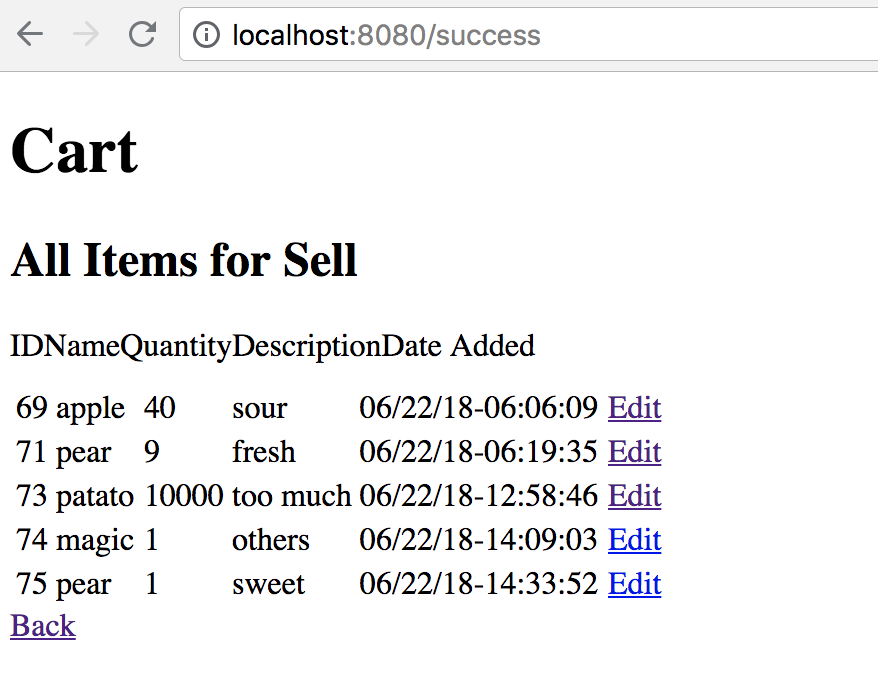 localhost:8080/success
Cart
All Items for Sell
IDNameQuantityDescriptionDate Added
69 apple 40 sour 06/22/18-06:06:09 Edit
71 pear 9 fresh 06/22/18-06:19:35 Edit
73 patato 10000 too much 06/22/18-12:58:46 Edit
74 magic 1 others 06/22/18-14:09:03 Edit
75 pear 1 sweet 06/22/18-14:33:52 Edit
Back